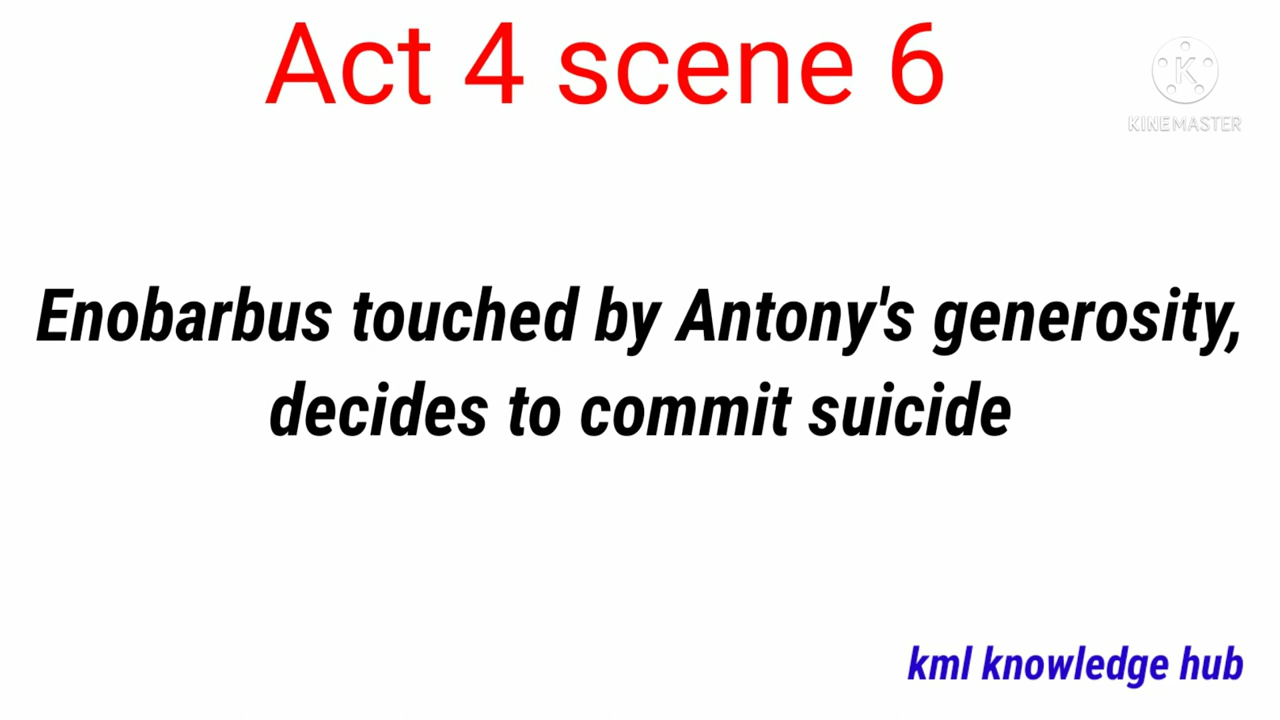 Act 4 scene 6
K
KINEMASTER
Enobarbus touched by Antony's generosity,
decides to commit suicide
kml knowledge hub